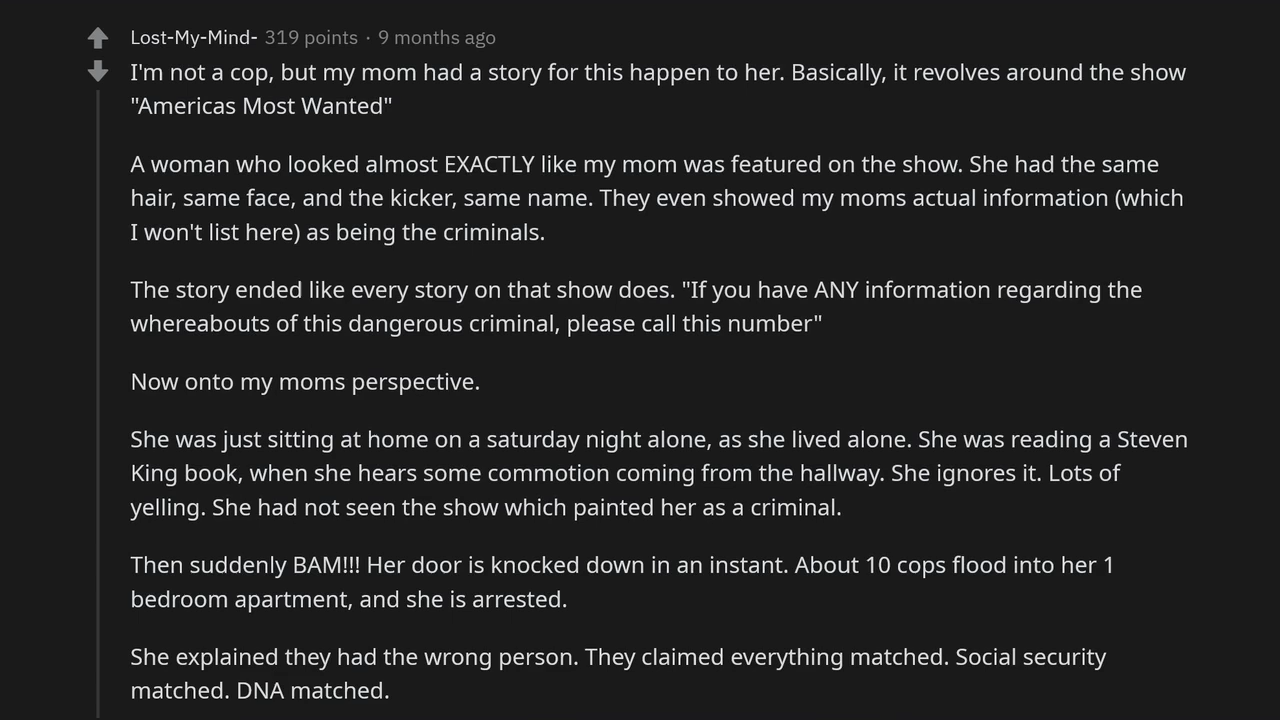 Lost-My-Mind- 319 points · 9 months ago
I'm not a cop, but my mom had a story for this happen to her. Basically, it revolves around the show
"Americas Most Wanted"
A woman who looked almost EXACTLY like my mom was featured on the show. She had the same
hair, same face, and the kicker, same name. They even showed my moms actual information (which
I won't list here) as being the criminals.
The story ended like every story on that show does. "If you have ANY information regarding the
whereabouts of this dangerous criminal, please call this number"
Now onto my moms perspective.
She was just sitting at home on a saturday night alone, as she lived alone. She was reading a Steven
King book, when she hears some commotion coming from the hallway. She ignores it. Lots of
yelling. She had not seen the show which painted her as a criminal.
Then suddenly BAM!!! Her door is knocked down in an instant. About 10 cops flood into her 1
bedroom apartment, and she is arrested.
She explained they had the wrong person. They claimed everything matched. Social security
matched. DNA matched.